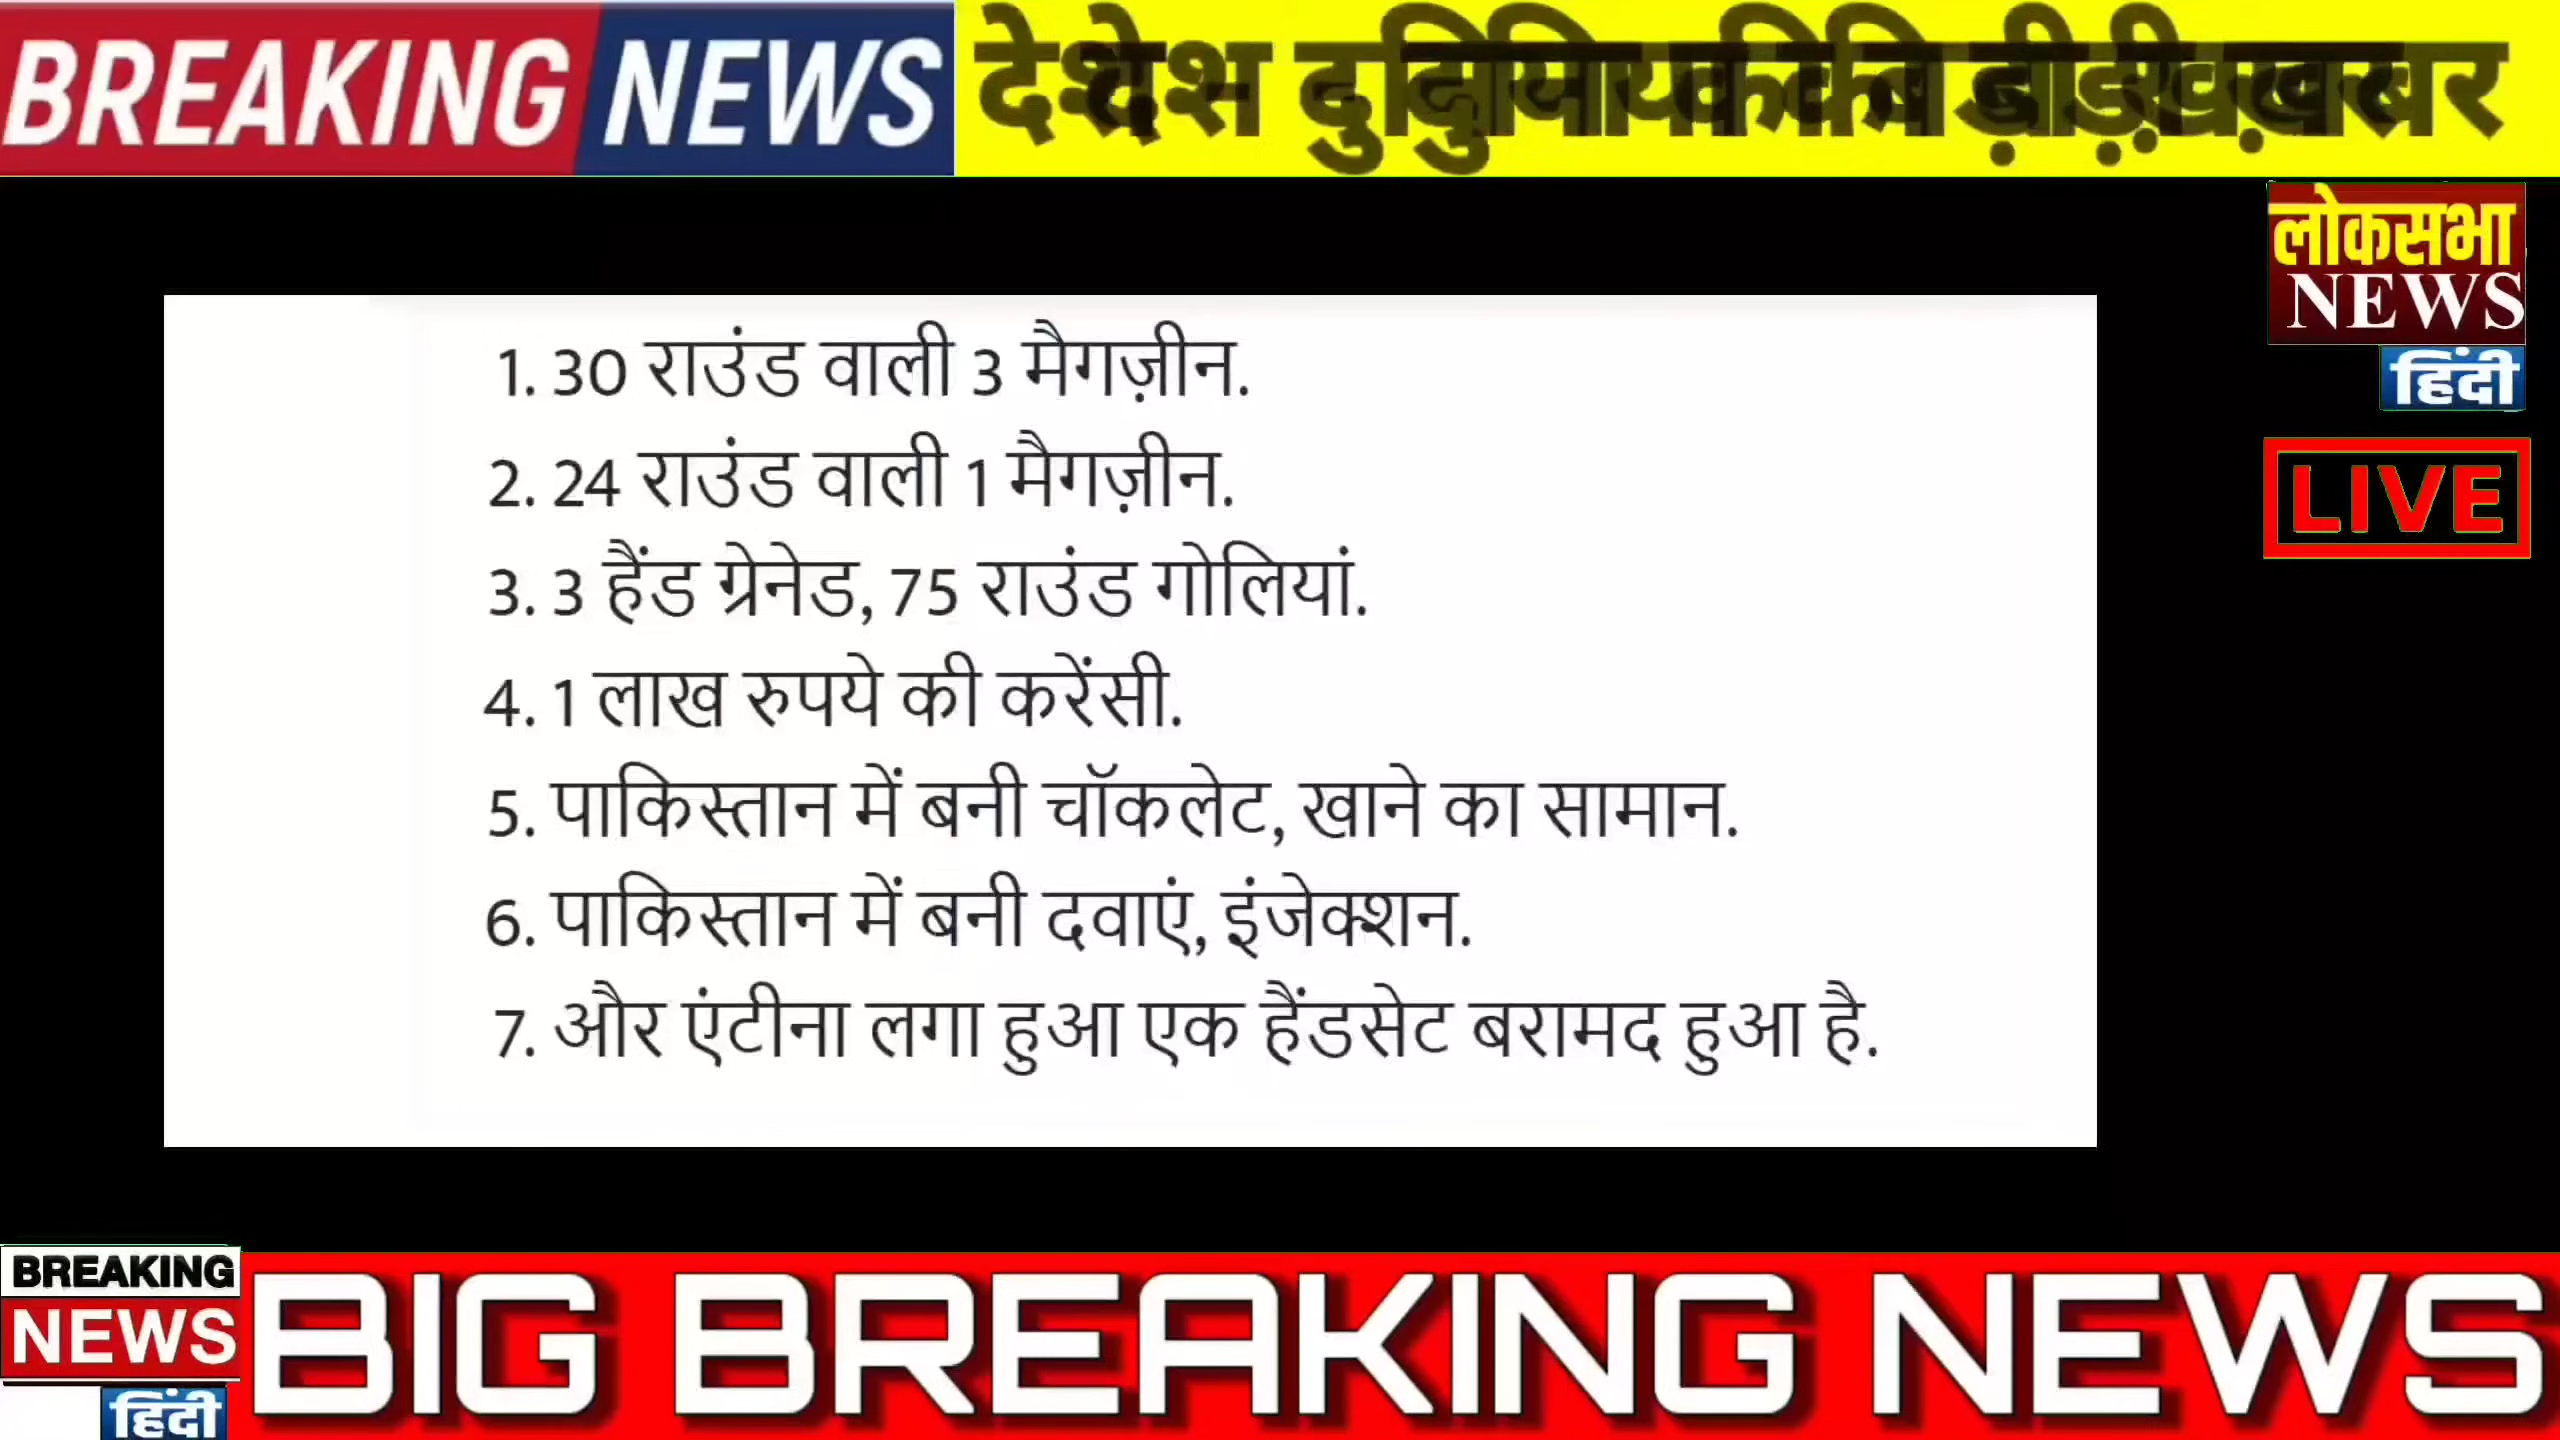 BREAKING NEWS
लोकसभा
NEWS
हिंदी
LIVE
1. 30 राउंड वाली 3 मैगज़ीन.
2. 24 राउंड वाली 1 मैगज़ीन.
3. 3 हैंड ग्रेनेड, 75 राउंड गोलियां.
4. 1 लाख रुपये की करेंसी.
5. पाकिस्तान में बनी चॉकलेट, खाने का सामान.
6. पाकिस्तान में बनी दवाएं, इंजेक्शन.
7. और एंटीना लगा हुआ एक हैंडसेट बरामद हुआ है.
BREAKING
NEWS
हिंदी
BIG BREAKING NEWS